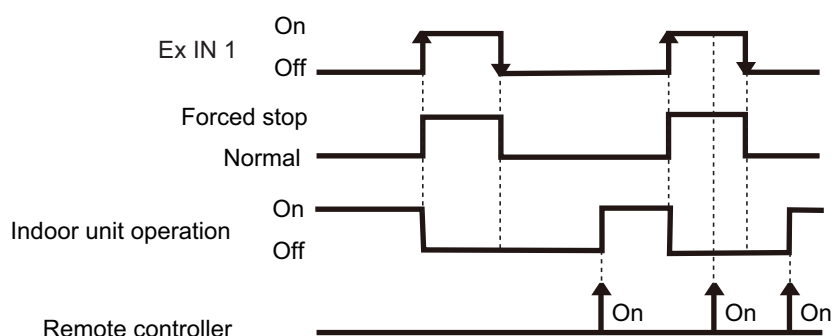 On
Ex IN 1
Off
Forced stop
Normal
On
Indoor unit operation
Off
On On On
Remote controller